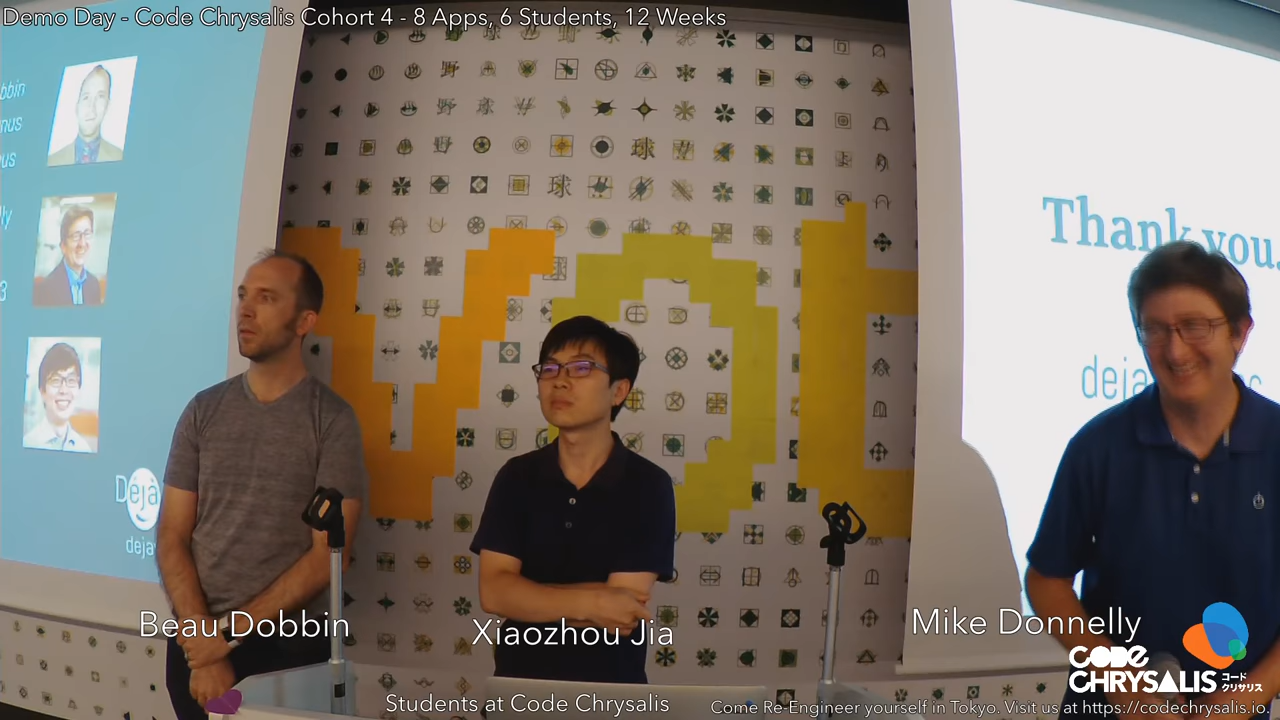 Demo Day - Code Chrysalis Cohort 4 - 8 Apps, 6 Students, 12 Weeks
Thank you.
Deja
deja
Beau Dobbin
Xiaozhou Jia
Mike Donnelly
CODE
CHRYSALIS
コード
クリサリス
Students at Code Chrysalis
Come Re-Engineer yourself in Tokyo. Visit us at https://codechrysalis.io.